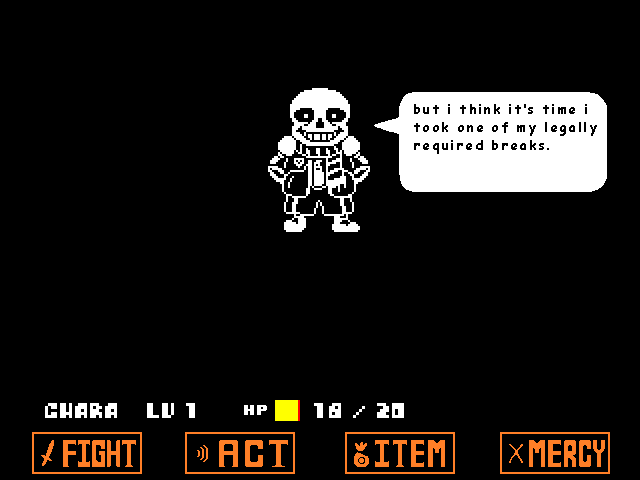 but i think it's time i
took one of my legally
required breaks.
CHARA LV 1 HP 18 / 20
FIGHT ACT ITEM MERCY